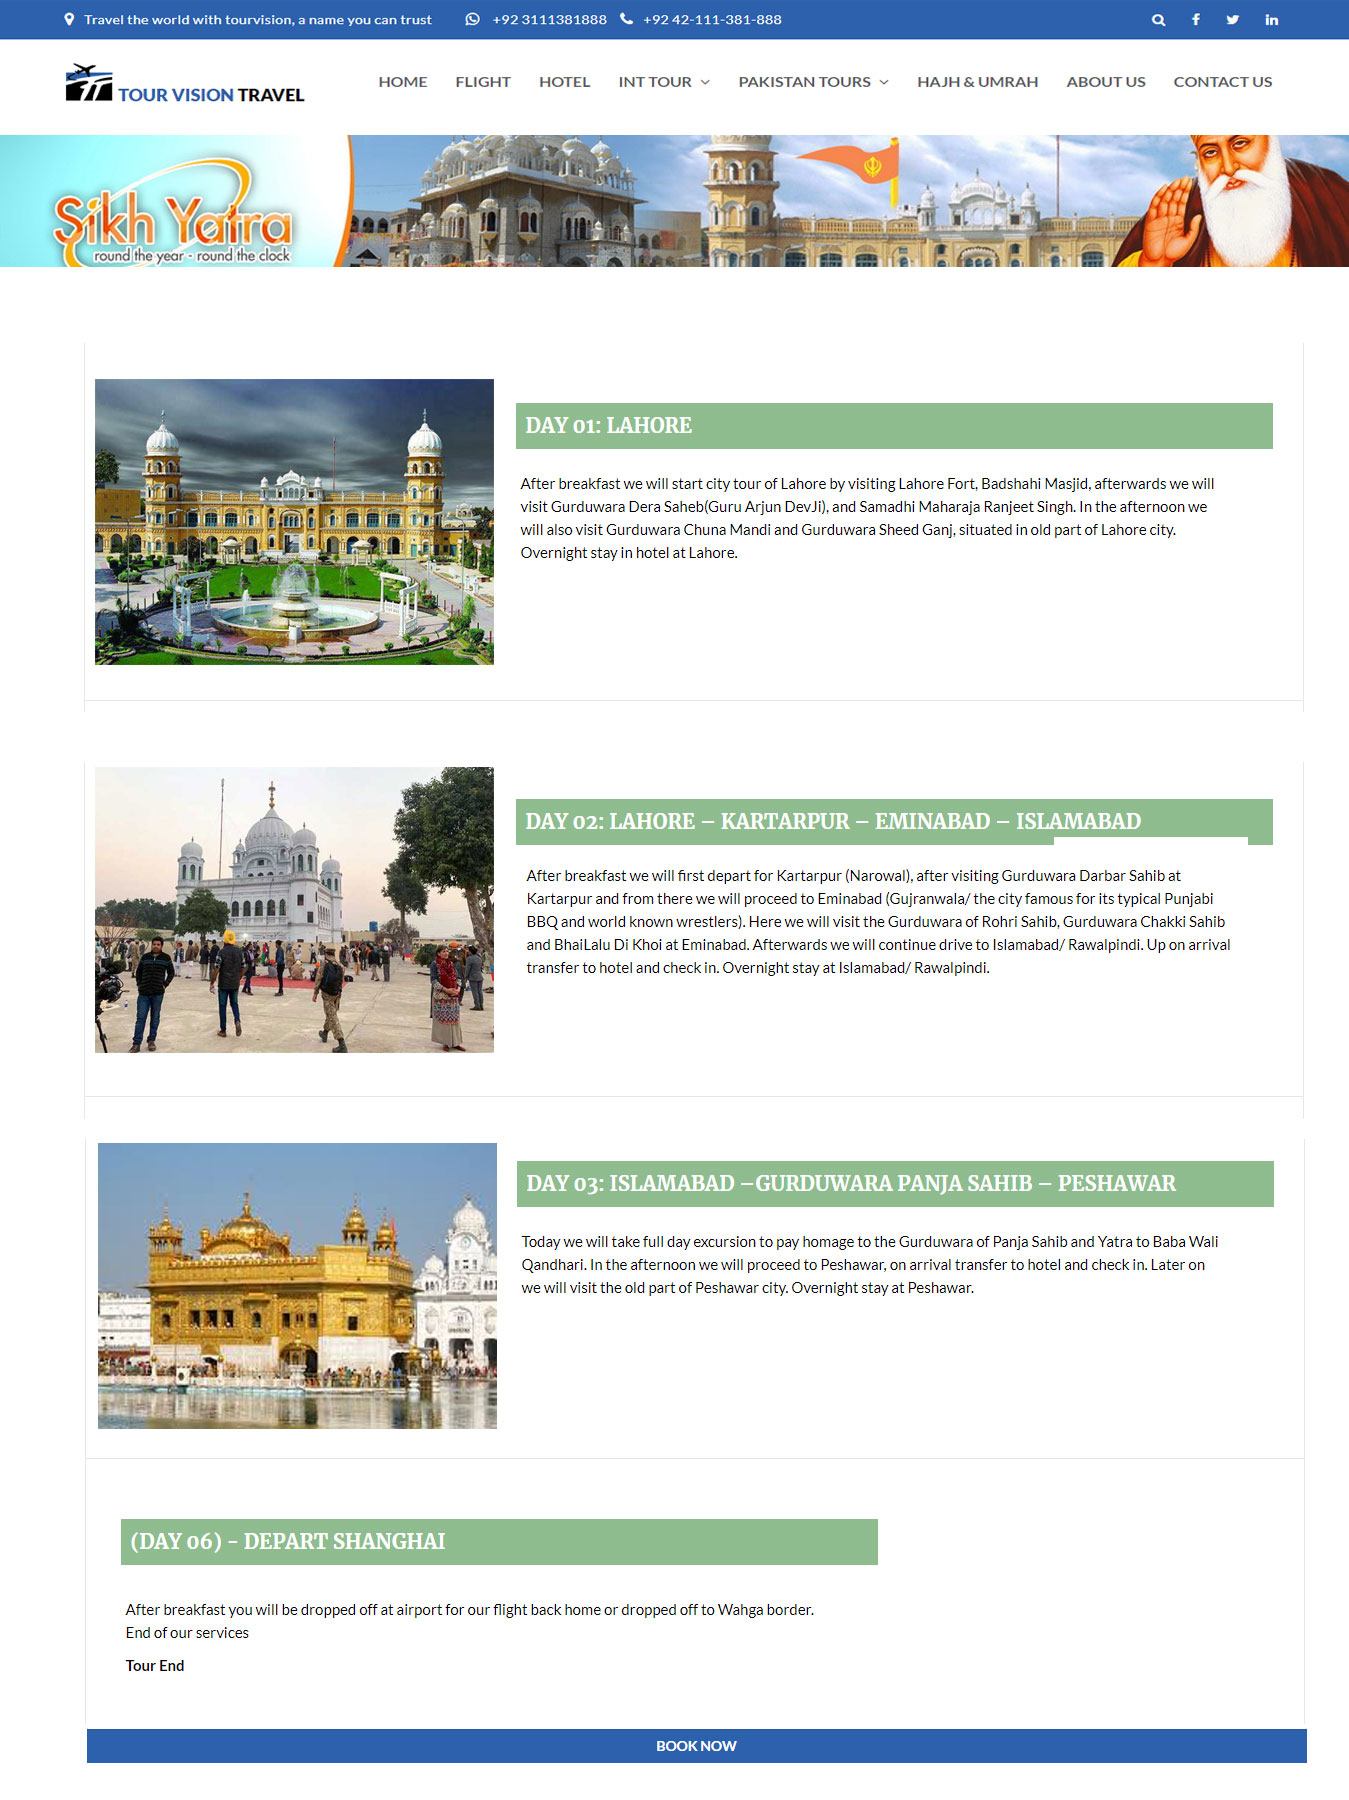 Travel the world with tourvision, a name you can trust +92 3111381888 +92 42-111-381-888
TOUR VISION TRAVEL
HOME FLIGHT HOTEL INT TOUR PAKISTAN TOURS HAJH & UMRAH ABOUT US CONTACT US
Sikh Yatra
round the year - round the clock
DAY 01: LAHORE
After breakfast we will start city tour of Lahore by visiting Lahore Fort, Badshahi Masjid, afterwards we will
visit Gurduwara Dera Saheb(Guru Arjun DevJi), and Samadhi Maharaja Ranjeet Singh. In the afternoon we
will also visit Gurduwara Chuna Mandi and Gurduwara Sheed Ganj, situated in old part of Lahore city.
Overnight stay in hotel at Lahore.
DAY 02: LAHORE – KARTARPUR – EMINABAD – ISLAMABAD
After breakfast we will first depart for Kartarpur (Narowal), after visiting Gurduwara Darbar Sahib at
Kartarpur and from there we will proceed to Eminabad (Gujranwala/ the city famous for its typical Punjabi
BBQ and world known wrestlers). Here we will visit the Gurduwara of Rohri Sahib, Gurduwara Chakki Sahib
and BhaiLalu Di Khoi at Eminabad. Afterwards we will continue drive to Islamabad/ Rawalpindi. Up on arrival
transfer to hotel and check in. Overnight stay at Islamabad/ Rawalpindi.
DAY 03: ISLAMABAD –GURDUWARA PANJA SAHIB – PESHAWAR
Today we will take full day excursion to pay homage to the Gurduwara of Panja Sahib and Yatra to Baba Wali
Qandhari. In the afternoon we will proceed to Peshawar, on arrival transfer to hotel and check in. Later on
we will visit the old part of Peshawar city. Overnight stay at Peshawar.
(DAY 06) - DEPART SHANGHAI
After breakfast you will be dropped off at airport for our flight back home or dropped off to Wahga border.
End of our services
Tour End
BOOK NOW